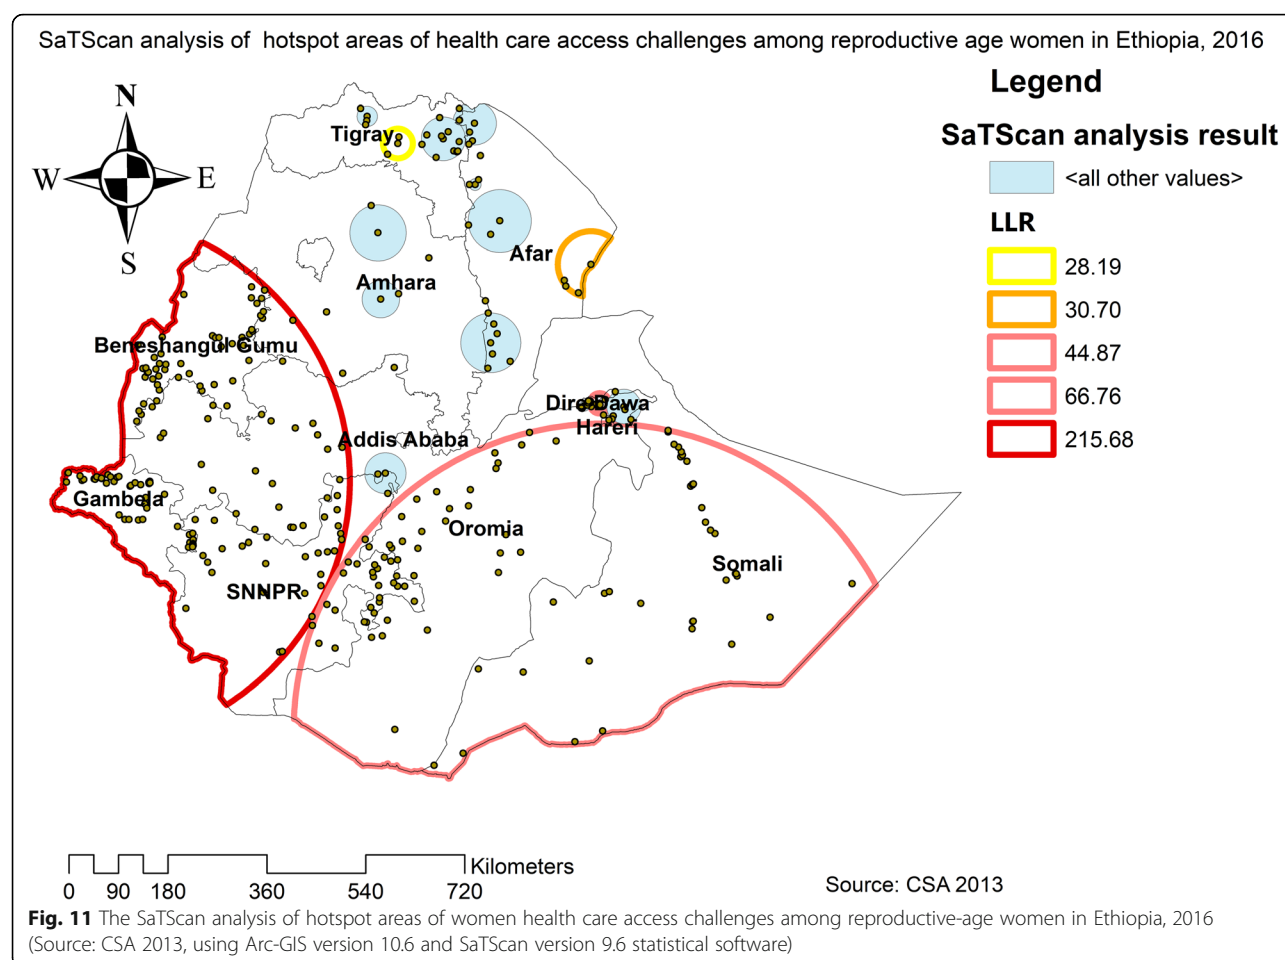 SaTScan analysis of hotspot areas of health care access challenges among reproductive age women in Ethiopia, 2016
Legend
SaTScan analysis result
<all other values>
LLR
28.19
30.70
44.87
66.76
215.68
N
W
E
S
Tigray
Afar
Amhara
Beneshangul Gumu
Dire Dawa
Hareri
Addis Ababa
Gambela
Oromia
Somali
SNNPR
Kilometers
0 90 180 360 540 720
Source: CSA 2013
Fig. 11 The SaTScan analysis of hotspot areas of women health care access challenges among reproductive-age women in Ethiopia, 2016
(Source: CSA 2013, using Arc-GIS version 10.6 and SaTScan version 9.6 statistical software)